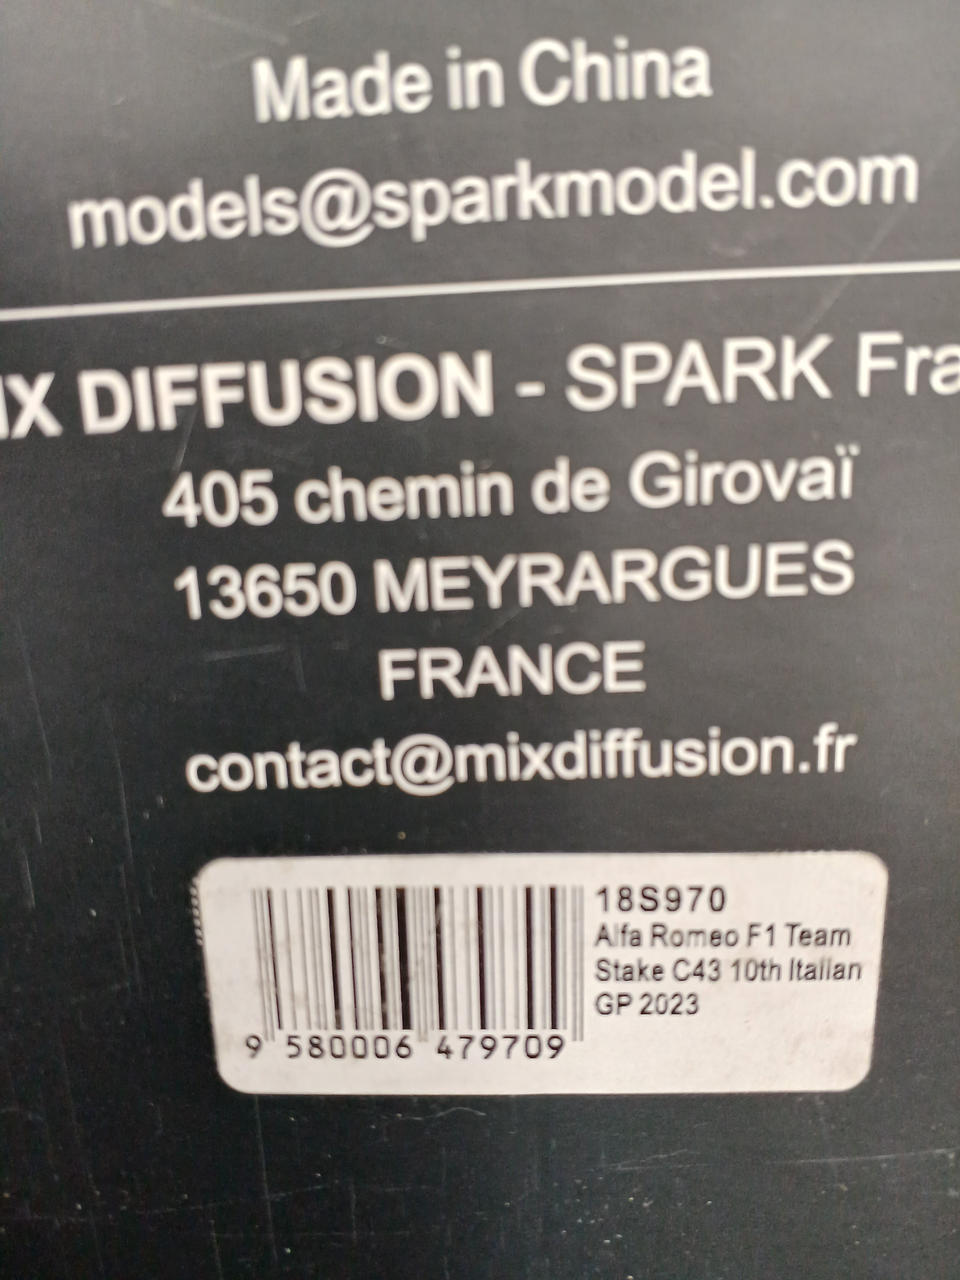 Made in China
models@sparkmodel.com
IX DIFFUSION - SPARK Fra
405 chemin de Girovaï
13650 MEYRARGUES
FRANCE
contact@mixdiffusion.fr
18S970
Alfa Romeo F1 Team
Stake C43 10th Italian
GP 2023
9 580006 479709